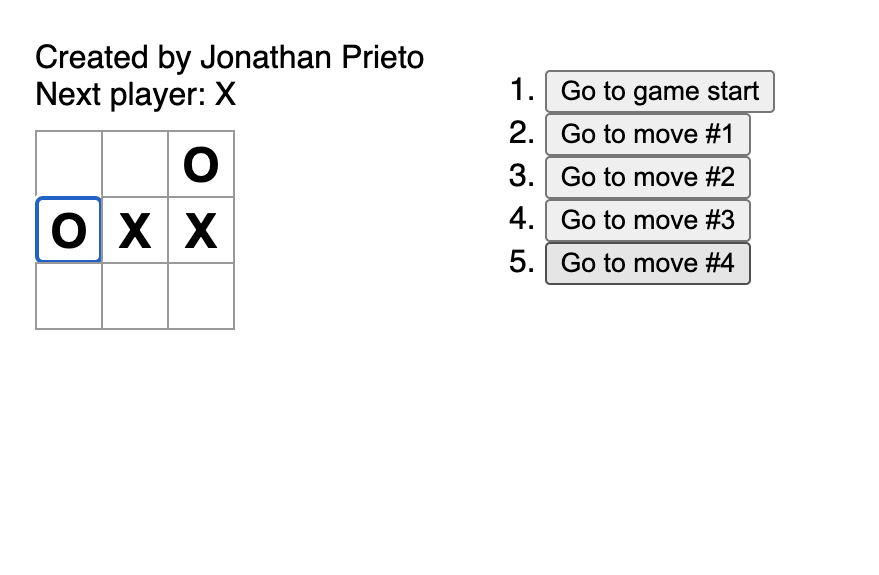 Created by Jonathan Prieto
Next player: X
O
O X X
1. Go to game start
2. Go to move #1
3. Go to move #2
4. Go to move #3
5. Go to move #4